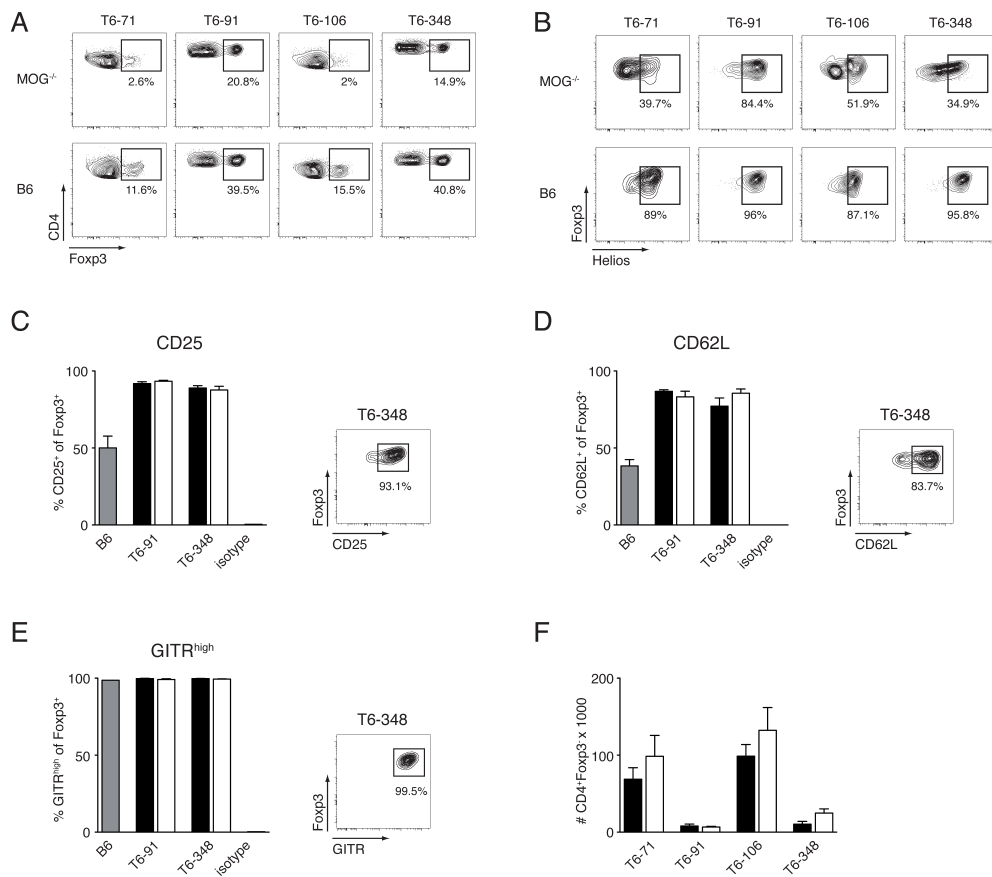 A
T6-71 T6-91 T6-106 T6-348
MOG-/-
2.6% 20.8% 2% 14.9%
B6
11.6% 39.5% 15.5% 40.8%
CD4
Foxp3
B
T6-71 T6-91 T6-106 T6-348
MOG-/-
39.7% 84.4% 51.9% 34.9%
B6
89% 96% 87.1% 95.8%
Foxp3
Helios
C
CD25
% CD25+ of Foxp3+
100
50
0
B6 T6-91 T6-348 isotype
T6-348
93.1%
Foxp3
CD25
D
CD62L
% CD62L+ of Foxp3+
100
50
0
B6 T6-91 T6-348 isotype
T6-348
83.7%
Foxp3
CD62L
E
GITRhigh
% GITRhigh of Foxp3+
100
50
0
B6 T6-91 T6-348 isotype
T6-348
99.5%
Foxp3
GITR
F
# CD4+Foxp3- x 1000
200
100
0
T6-71 T6-91 T6-106 T6-348